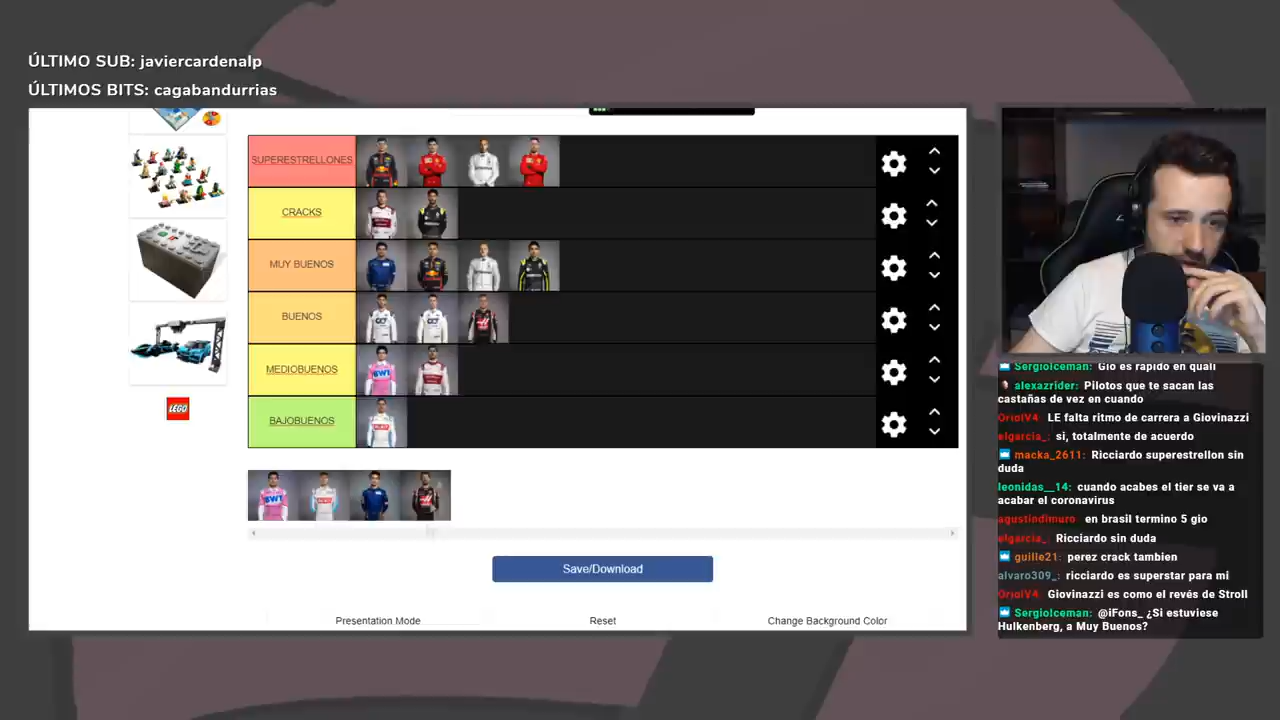 ÚLTIMO SUB: javiercardenalp
ÚLTIMOS BITS: cagabandurrias
SUPERESTRELLONES
CRACKS
MUY BUENOS
BUENOS
MEDIOBUENOS
BAJOBUENOS
LEGO
BWT
BWT
Save/Download
Presentation Mode
Reset
Change Background Color
SergioIceman: Gio es rapido en quali
alexazrider: Pilotos que te sacan las
castañas de vez en cuando
OriolV4: LE falta ritmo de carrera a Giovinazzi
elgarcia_: si, totalmente de acuerdo
macka_2611: Ricciardo superestrellon sin
duda
leonidas__14: cuando acabes el tier se va a
acabar el coronavirus
agustindimuro en brasil termino 5 gio
elgarcia_: Ricciardo sin duda
guille21: perez crack tambien
alvaro309_: ricciardo es superstar para mi
OriolV4: Giovinazzi es como el revés de Stroll
SergioIceman: @iFons_ ¿Si estuviese
Hulkenberg, a Muy Buenos?